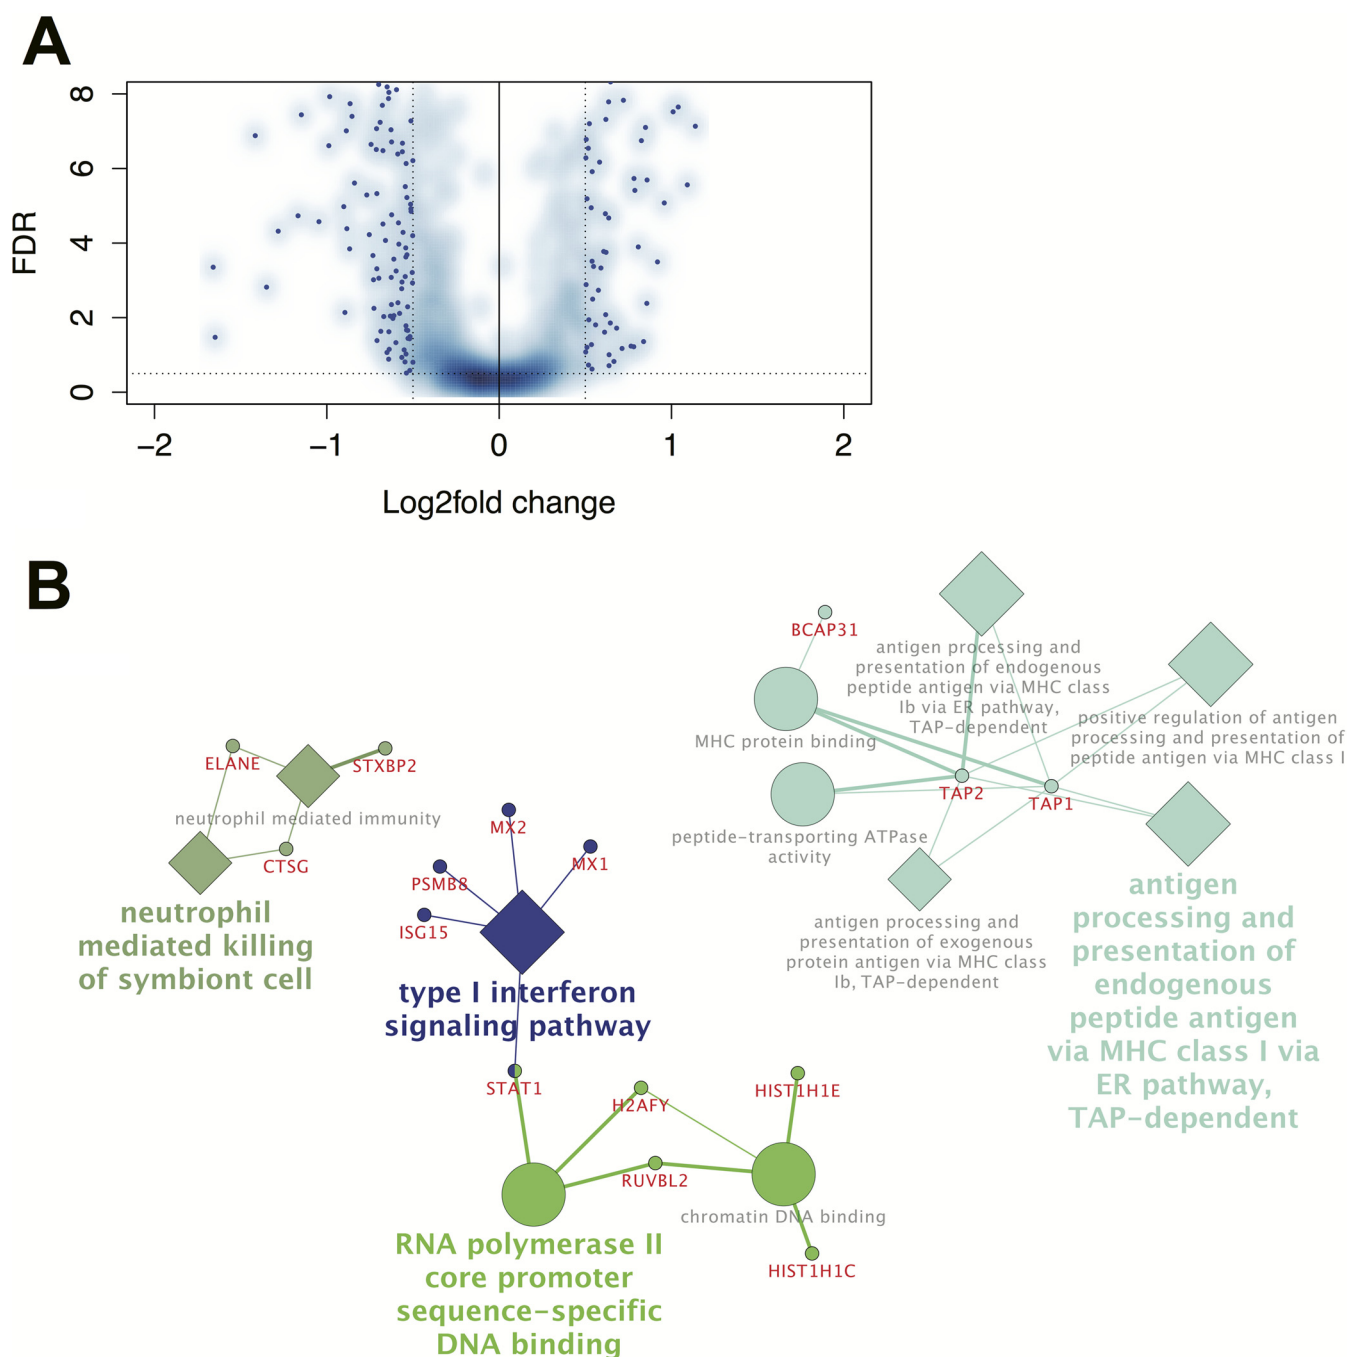 A
8
6
4
2
0
FDR
−2
−1
0
1
2
Log2fold change
B
BCAP31
antigen processing and
presentation of endogenous
peptide antigen via MHC class
Ib via ER pathway,
TAP-dependent
positive regulation of antigen
processing and presentation of
peptide antigen via MHC class I
MHC protein binding
TAP2
TAP1
peptide-transporting ATPase
activity
antigen processing and
presentation of exogenous
protein antigen via MHC class
Ib, TAP-dependent
antigen
processing and
presentation of
endogenous
peptide antigen
via MHC class I via
ER pathway,
TAP-dependent
ELANE
STXBP2
neutrophil mediated immunity
CTSG
neutrophil
mediated killing
of symbiont cell
MX2
MX1
PSMB8
ISG15
type I interferon
signaling pathway
STAT1
H2AFY
HIST1H1E
RUVBL2
chromatin DNA binding
HIST1H1C
RNA polymerase II
core promoter
sequence-specific
DNA binding